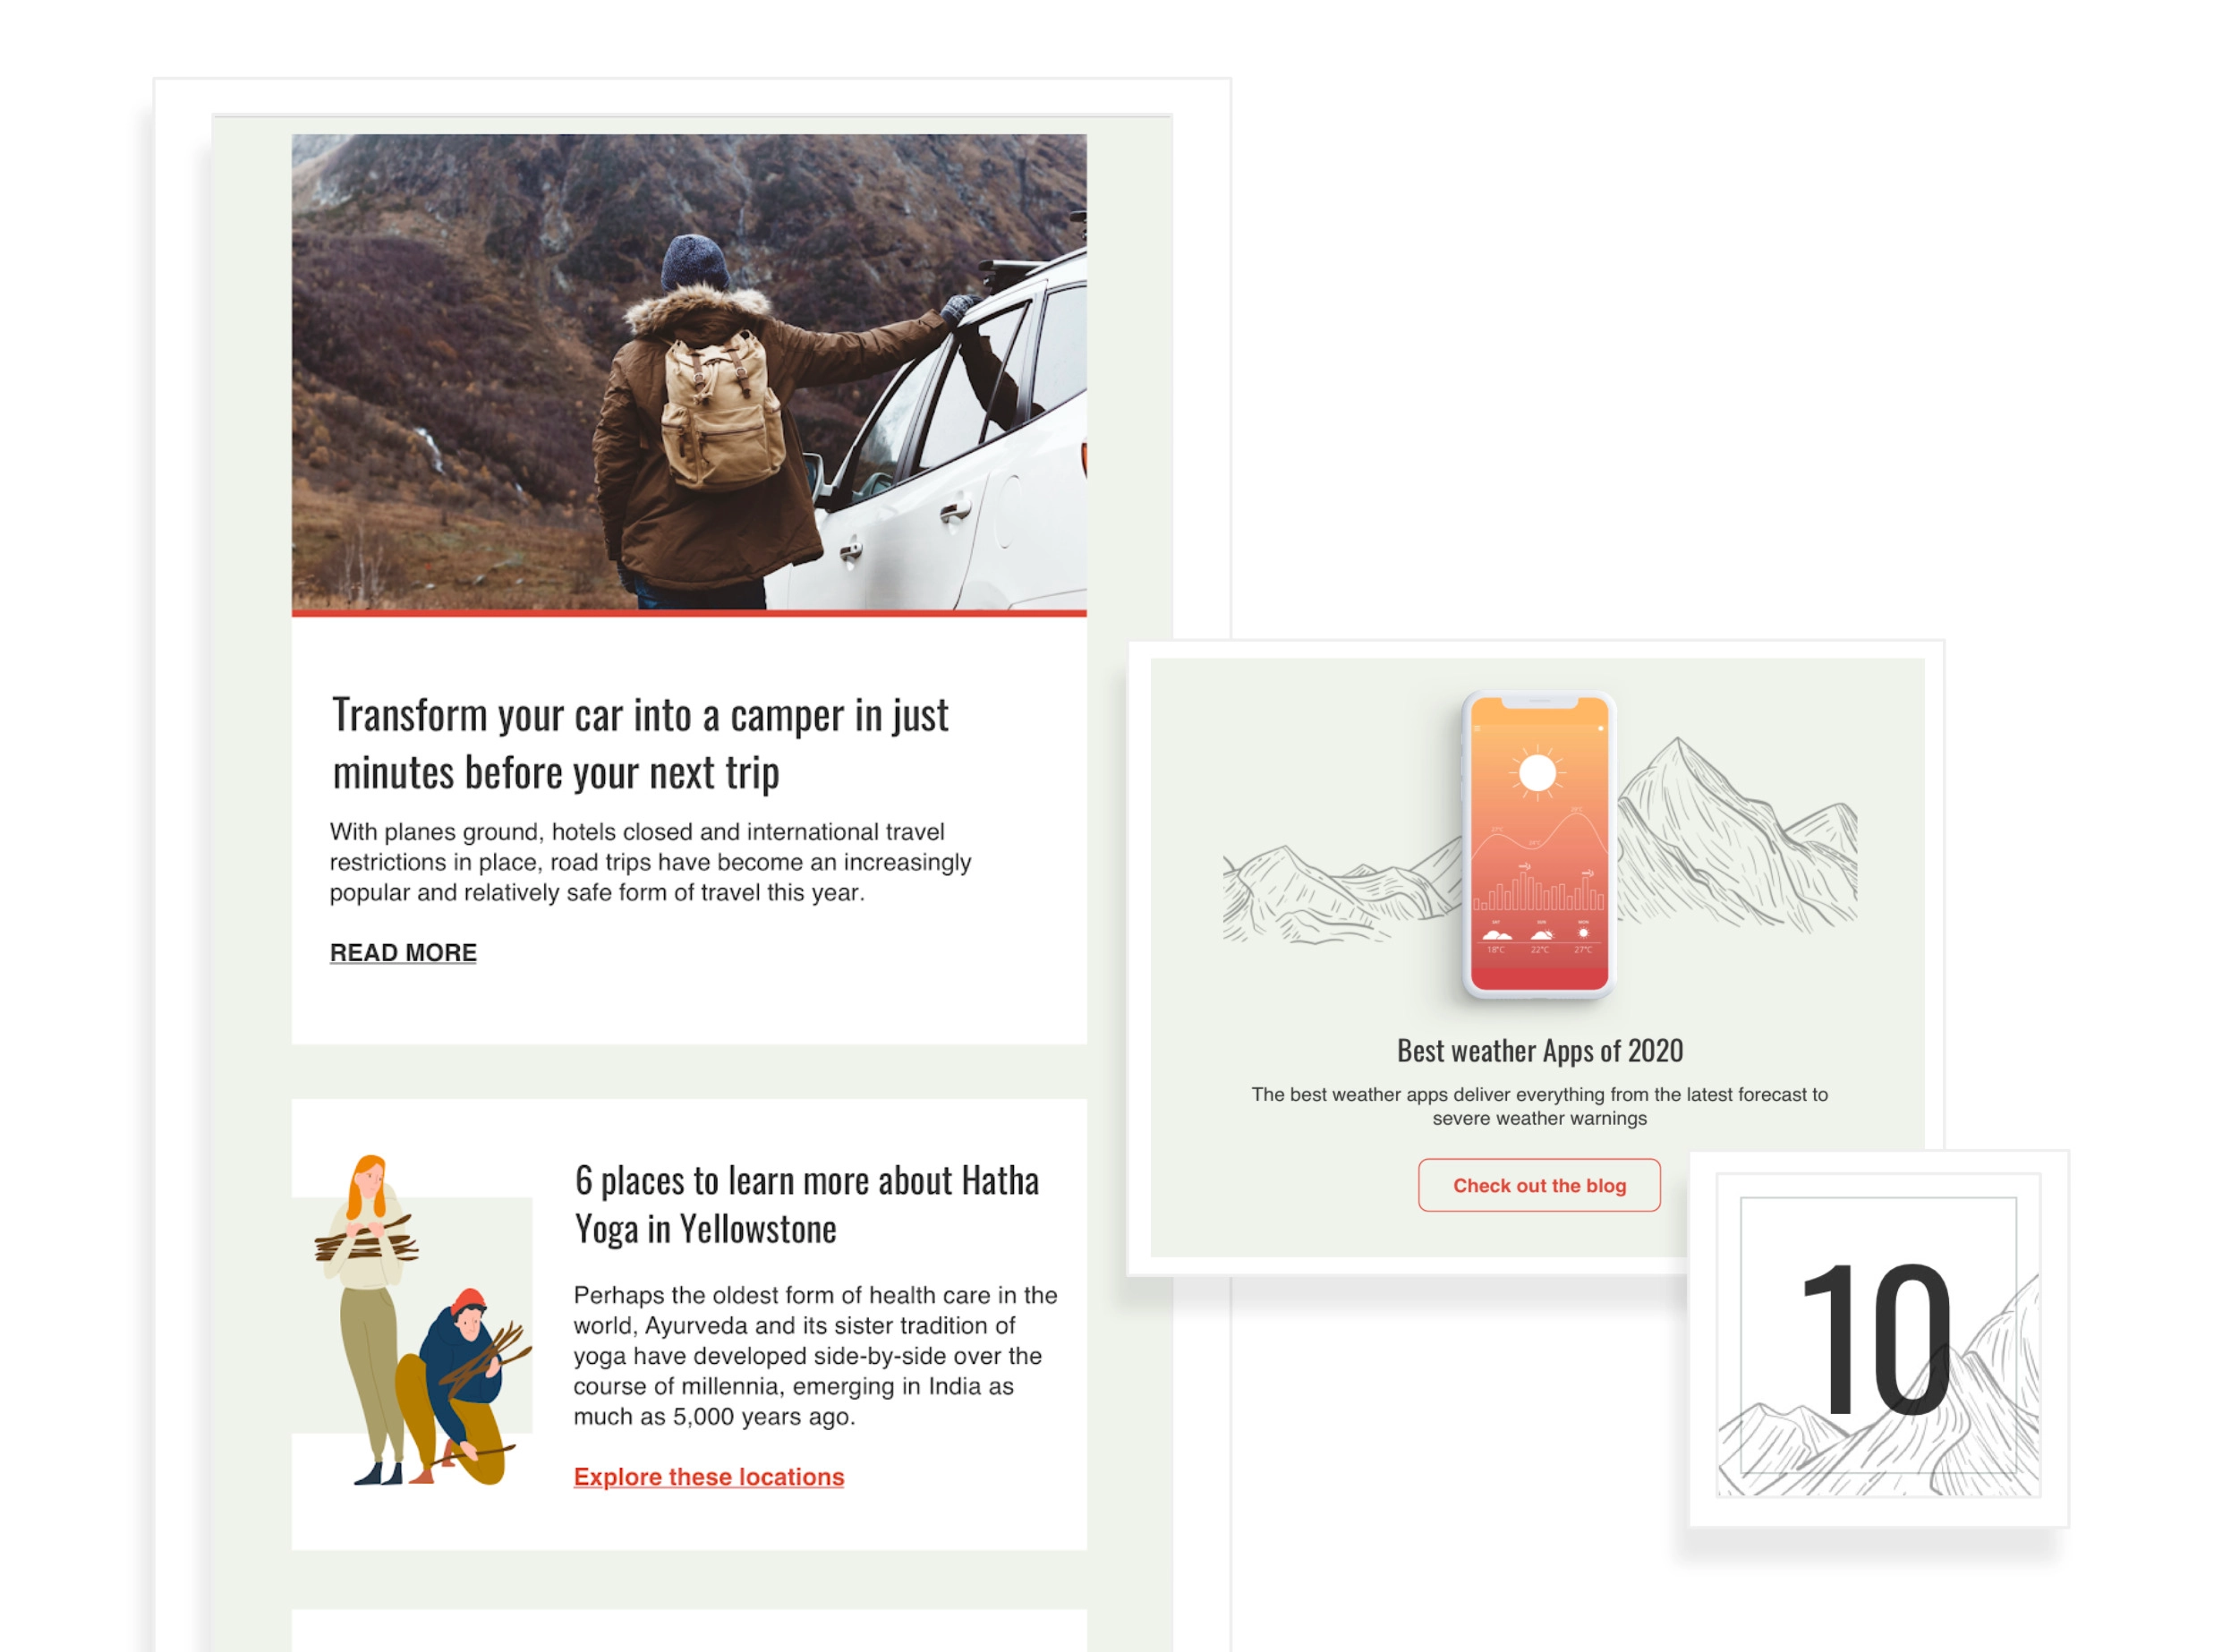 Transform your car into a camper in just
minutes before your next trip
With planes ground, hotels closed and international travel
restrictions in place, road trips have become an increasingly
popular and relatively safe form of travel this year.
READ MORE
6 places to learn more about Hatha
Yoga in Yellowstone
Perhaps the oldest form of health care in the
world, Ayurveda and its sister tradition of
yoga have developed side-by-side over the
course of millennia, emerging in India as
much as 5,000 years ago.
Explore these locations
18°C 22°C 27°C
Best weather Apps of 2020
The best weather apps deliver everything from the latest forecast to
severe weather warnings
Check out the blog
10